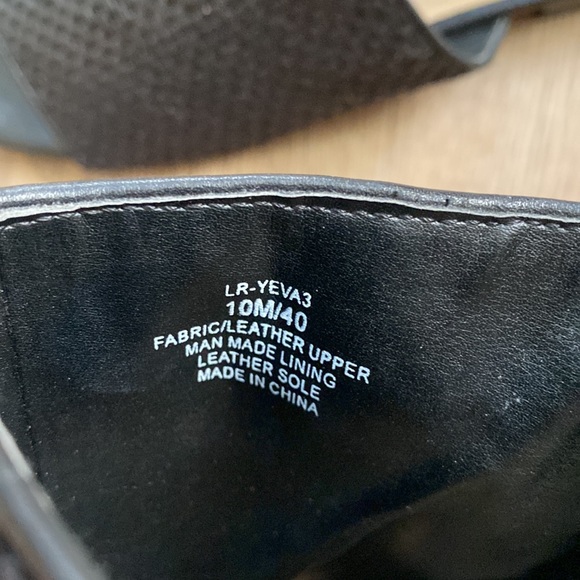 LR-YEVA3
10M/40
FABRIC/LEATHER UPPER
MAN MADE LINING
LEATHER SOLE
MADE IN CHINA